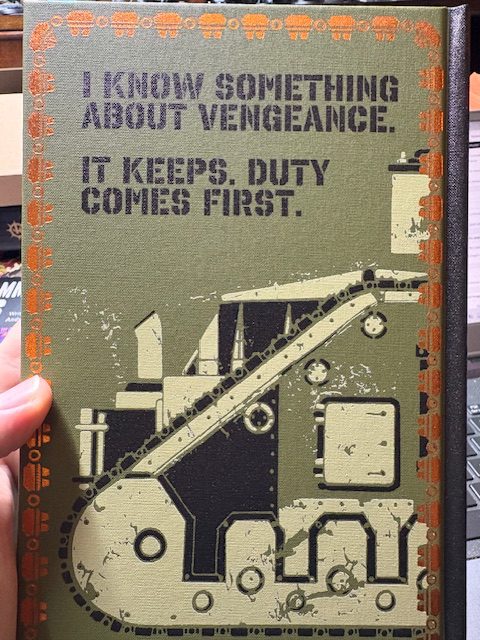 I KNOW SOMETHING
ABOUT VENGEANCE.
IT KEEPS. DUTY
COMES FIRST.